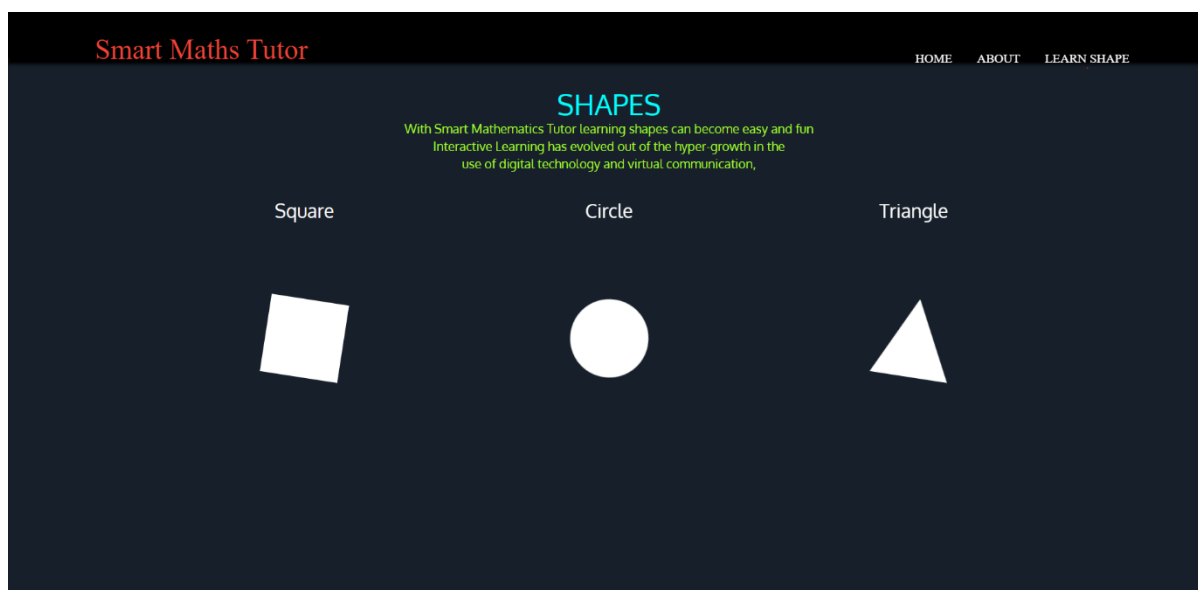 Smart Maths Tutor
HOME ABOUT LEARN SHAPE
SHAPES
With Smart Mathematics Tutor learning shapes can become easy and fun
Interactive Learning has evolved out of the hyper-growth in the
use of digital technology and virtual communication,
Square Circle Triangle